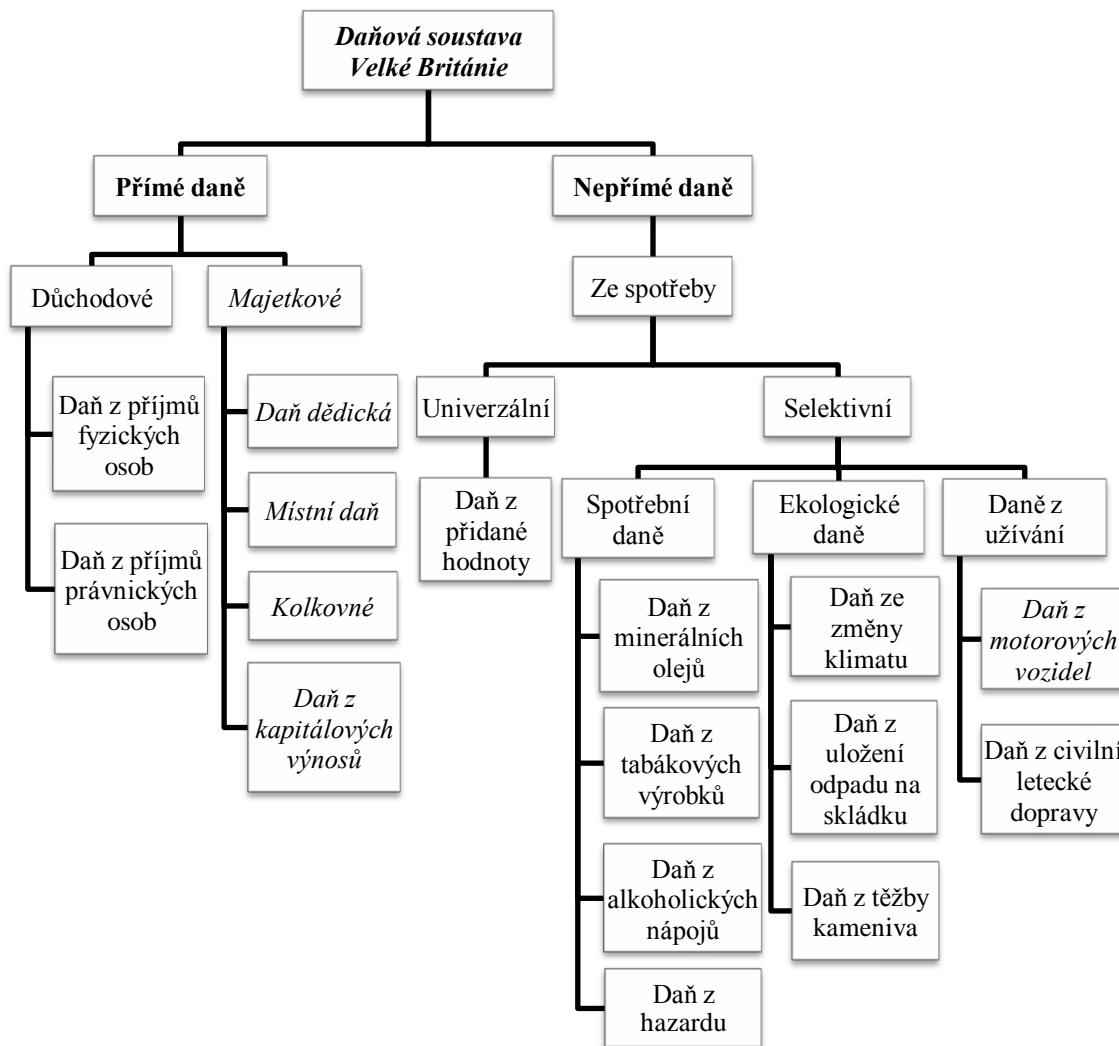 Daňová soustava
Velké Británie
Přímé daně
Nepřímé daně
Důchodové
Majetkové
Ze spotřeby
Daň z příjmů
fyzických
osob
Daň z příjmů
právnických
osob
Daň dědická
Místní daň
Kolkovné
Daň z
kapitálových
výnosů
Univerzální
Selektivní
Daň z
přidané
hodnoty
Spotřební
daně
Ekologické
daně
Daně z
užívání
Daň z
minerálních
olejů
Daň z
tabákových
výrobků
Daň z
alkoholických
nápojů
Daň z
hazardu
Daň ze
změny
klimatu
Daň z
uložení
odpadu na
skládku
Daň z těžby
kameniva
Daň z
motorových
vozidel
Daň z civilní
letecké
dopravy